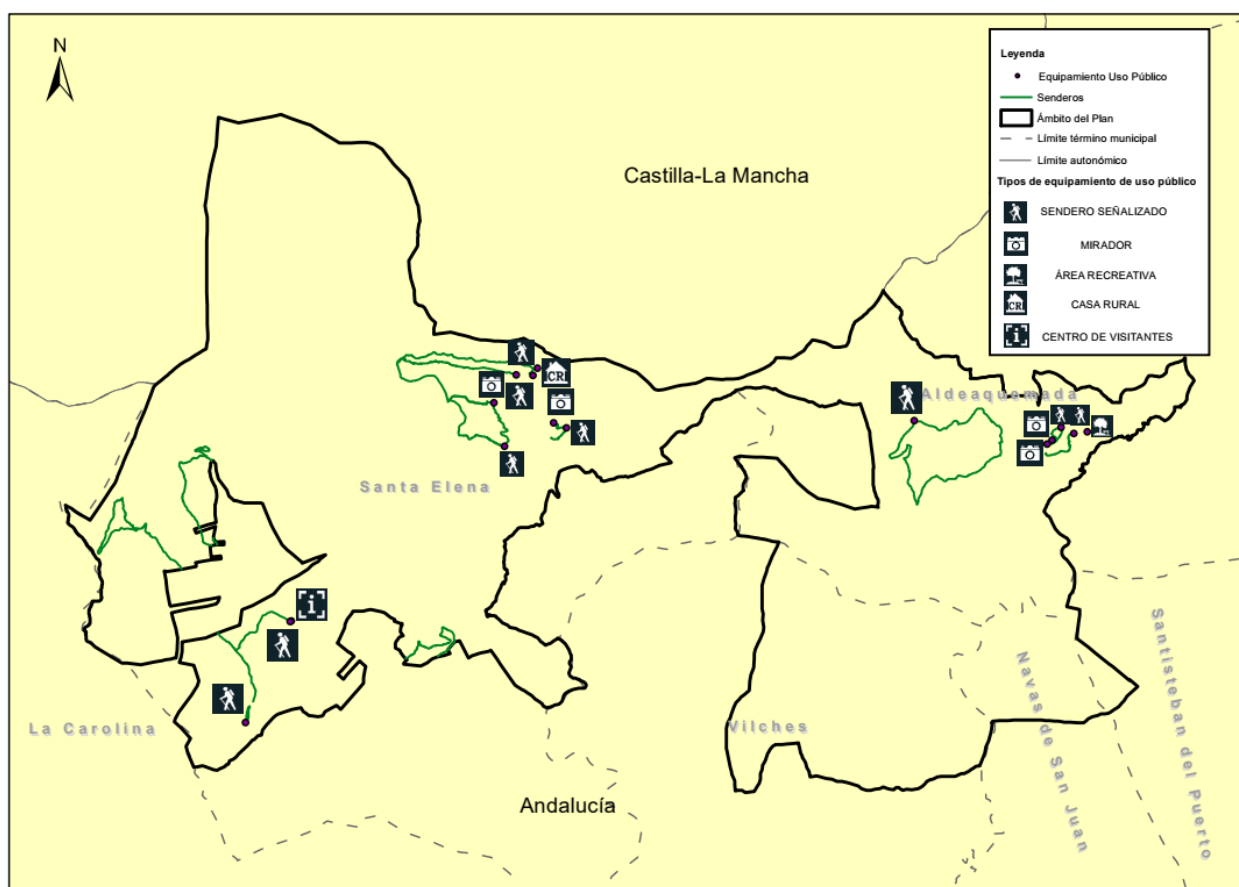 N
Leyenda
Equipamiento Uso Público
Senderos
Ámbito del Plan
Límite término municipal
Límite autonómico
Tipos de equipamiento de uso público
SENDERO SEÑALIZADO
MIRADOR
ÁREA RECREATIVA
CR
CASA RURAL
i
CENTRO DE VISITANTES
Castilla-La Mancha
CR
Aldeaquemada
Santa Elena
i
La Carolina
Vilches
Andalucía
Navas de San Juan
Santisteban del Puerto